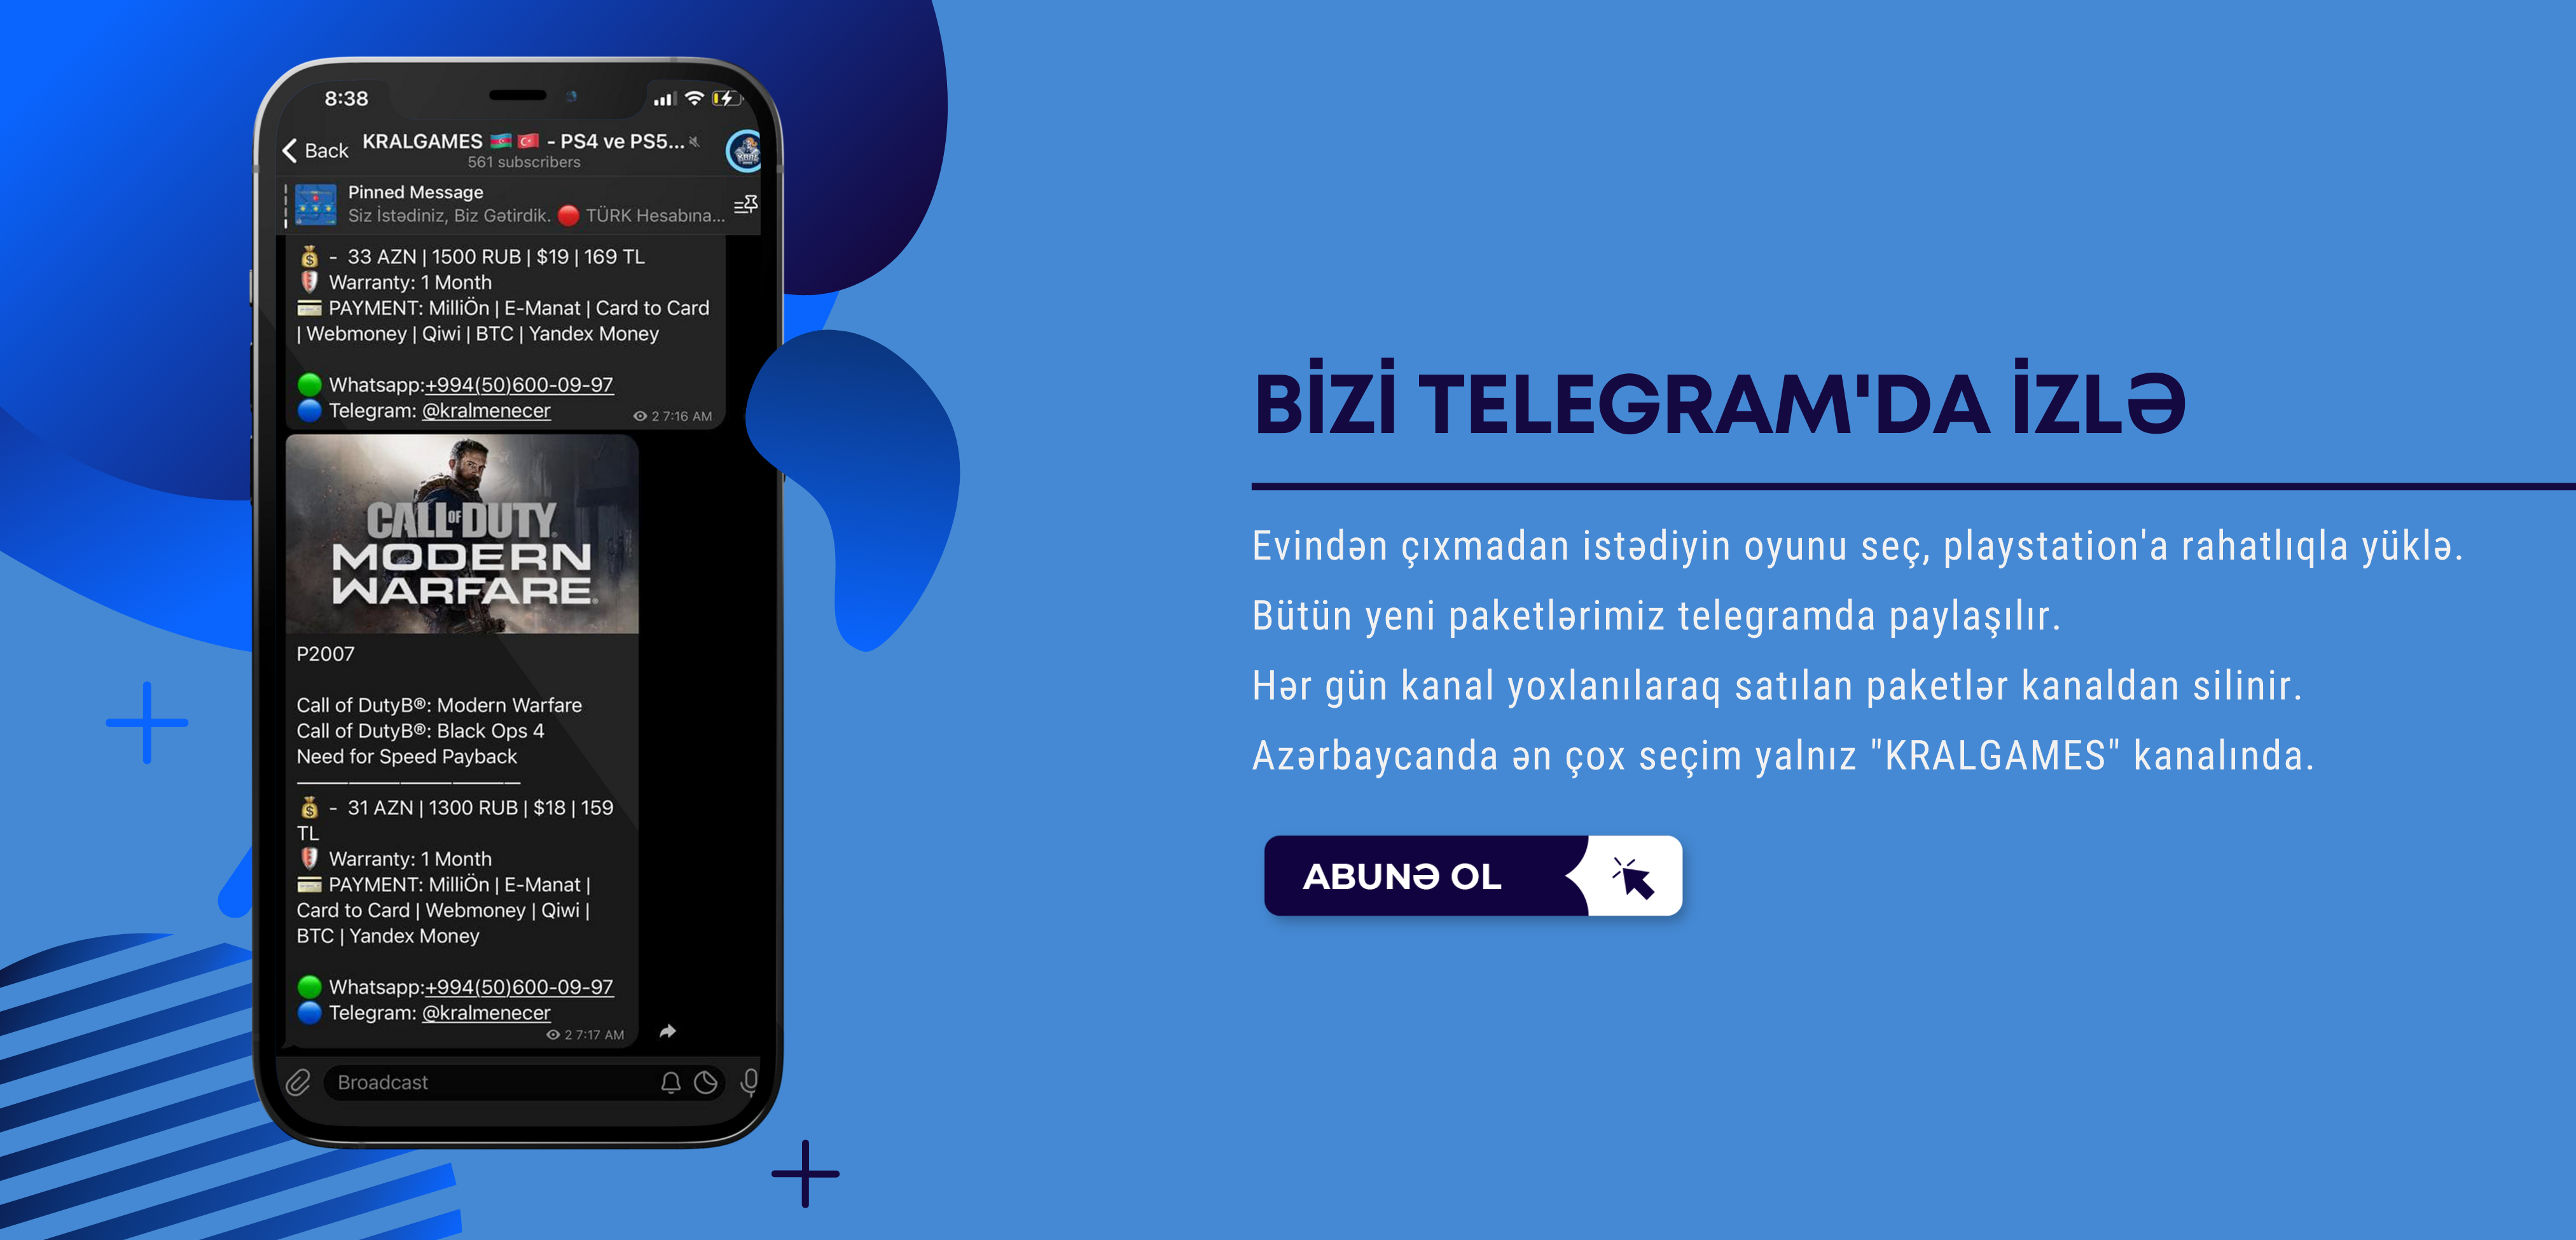 8:38
Back
KRALGAMES 🇦🇿 🇹🇷 - PS4 ve PS5...
561 subscribers
Pinned Message
Siz İstədiniz, Biz Gətirdik. 🔴 TÜRK Hesabına...
💰 - 33 AZN | 1500 RUB | $19 | 169 TL
Warranty: 1 Month
💳 PAYMENT: MilliÖn | E-Manat | Card to Card
| Webmoney | Qiwi | BTC | Yandex Money
🟢 Whatsapp:+994(50)600-09-97
🔵 Telegram: @kralmenecer
2 7:16 AM
CALL OF DUTY
MODERN
WARFARE
P2007
Call of DutyВ®: Modern Warfare
Call of DutyВ®: Black Ops 4
Need for Speed Payback
💰 - 31 AZN | 1300 RUB | $18 | 159
TL
Warranty: 1 Month
💳 PAYMENT: MilliÖn | E-Manat |
Card to Card | Webmoney | Qiwi |
BTC | Yandex Money
🟢 Whatsapp:+994(50)600-09-97
🔵 Telegram: @kralmenecer
2 7:17 AM
Broadcast
BİZİ TELEGRAM'DA İZLƏ
Evindən çıxmadan istədiyin oyunu seç, playstation'a rahatlıqla yüklə.
Bütün yeni paketlərimiz telegramda paylaşılır.
Hər gün kanal yoxlanılaraq satılan paketlər kanaldan silinir.
Azərbaycanda ən çox seçim yalnız "KRALGAMES" kanalında.
ABUNƏ OL